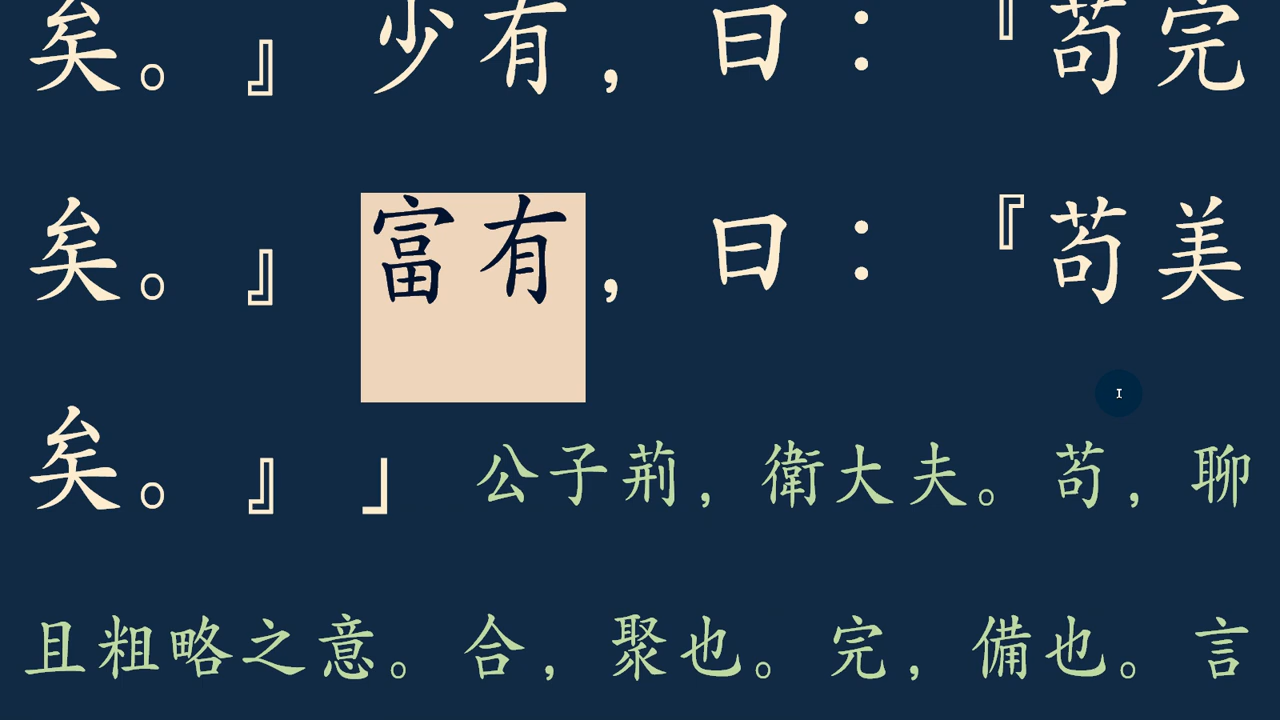 矣。』少有，曰：『苟完
矣。』富有，曰：『苟美
矣。』」公子荊，衛大夫。苟，聊
且粗略之意。合，聚也。完，備也。言